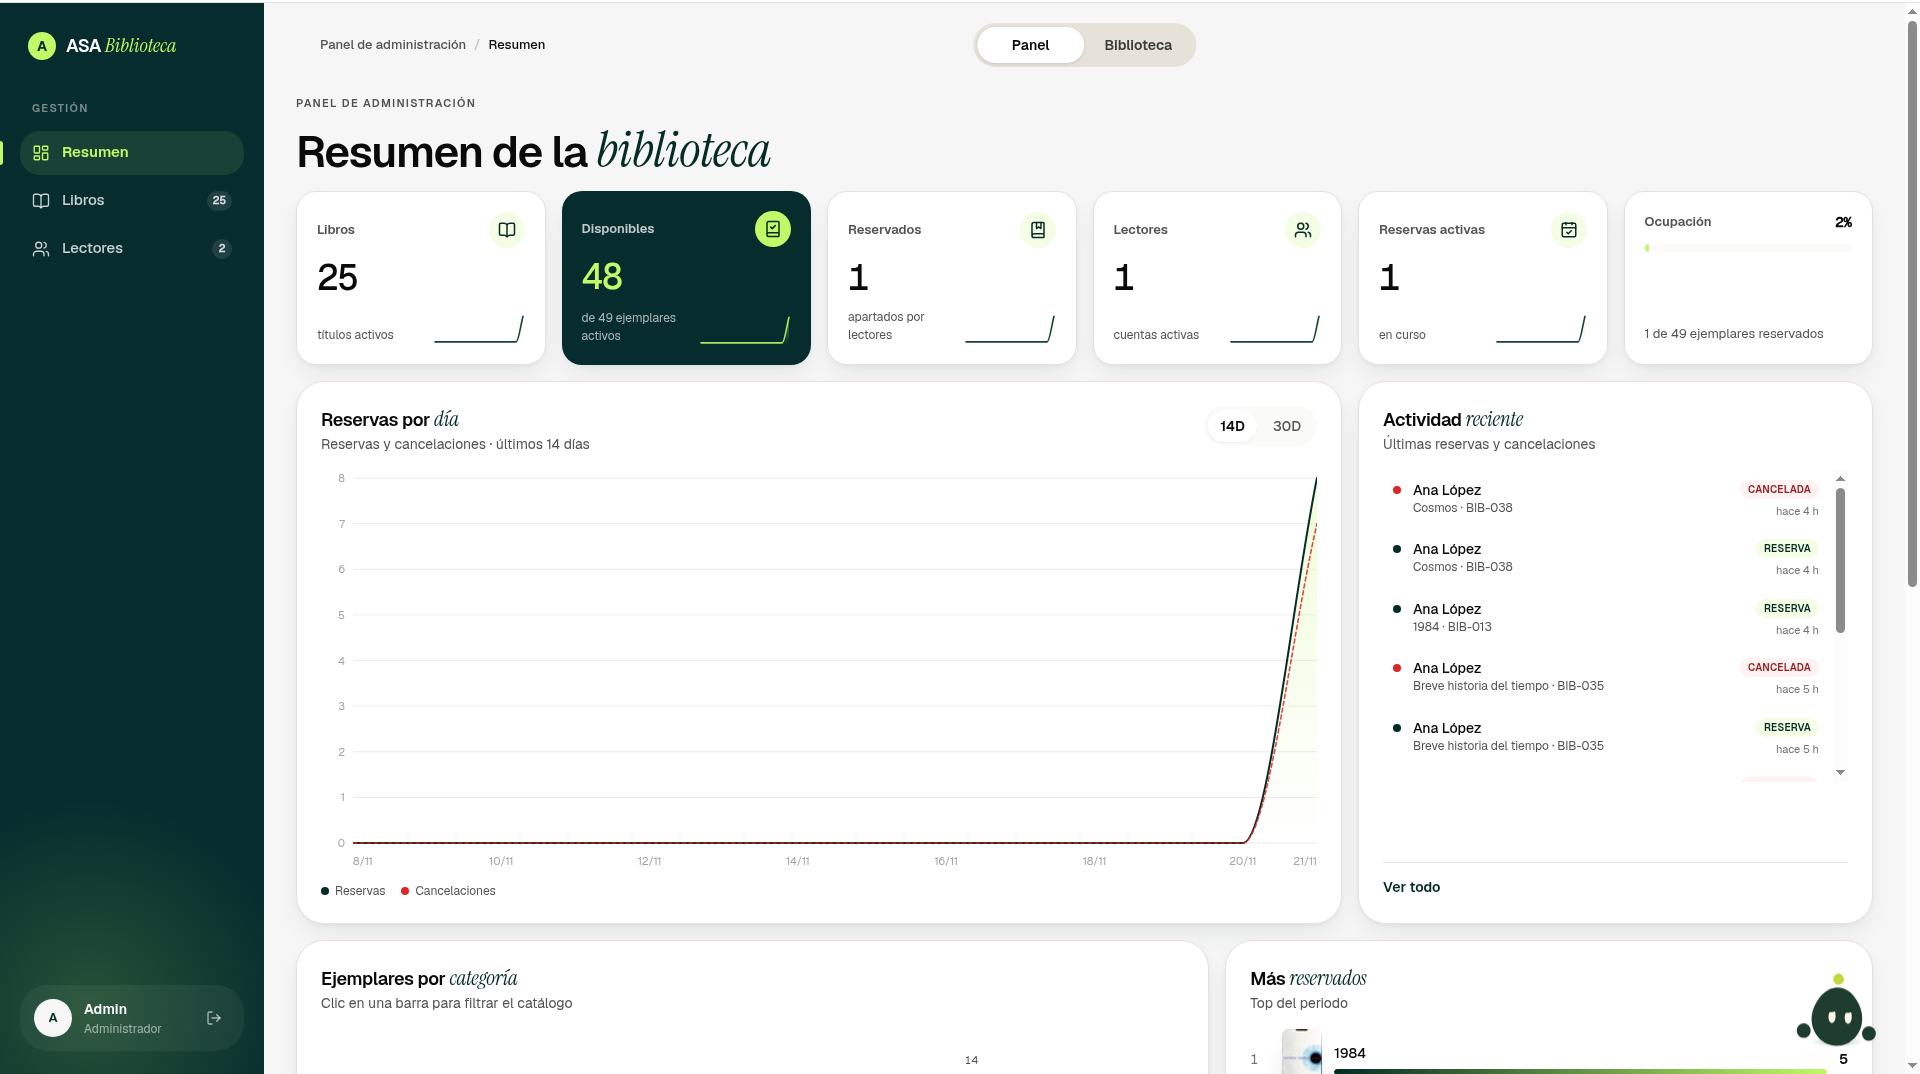 A ASA Biblioteca
GESTIÓN
Resumen
Libros 25
Lectores 2
A Admin
Administrador
Panel de administración / Resumen
Panel Biblioteca
PANEL DE ADMINISTRACIÓN
Resumen de la biblioteca
Libros
25
títulos activos
Disponibles
48
de 49 ejemplares
activos
Reservados
1
apartados por
lectores
Lectores
1
cuentas activas
Reservas activas
1
en curso
Ocupación 2%
1 de 49 ejemplares reservados
Reservas por día
Reservas y cancelaciones · últimos 14 días
14D 30D
8
7
6
5
4
3
2
1
0
8/11 10/11 12/11 14/11 16/11 18/11 20/11 21/11
Reservas Cancelaciones
Actividad reciente
Últimas reservas y cancelaciones
Ana López CANCELADA
Cosmos · BIB-038 hace 4 h
Ana López RESERVA
Cosmos · BIB-038 hace 4 h
Ana López RESERVA
1984 · BIB-013 hace 4 h
Ana López CANCELADA
Breve historia del tiempo · BIB-035 hace 5 h
Ana López RESERVA
Breve historia del tiempo · BIB-035 hace 5 h
Ver todo
Ejemplares por categoría
Clic en una barra para filtrar el catálogo
14
Más reservados
Top del periodo
1 1984 5